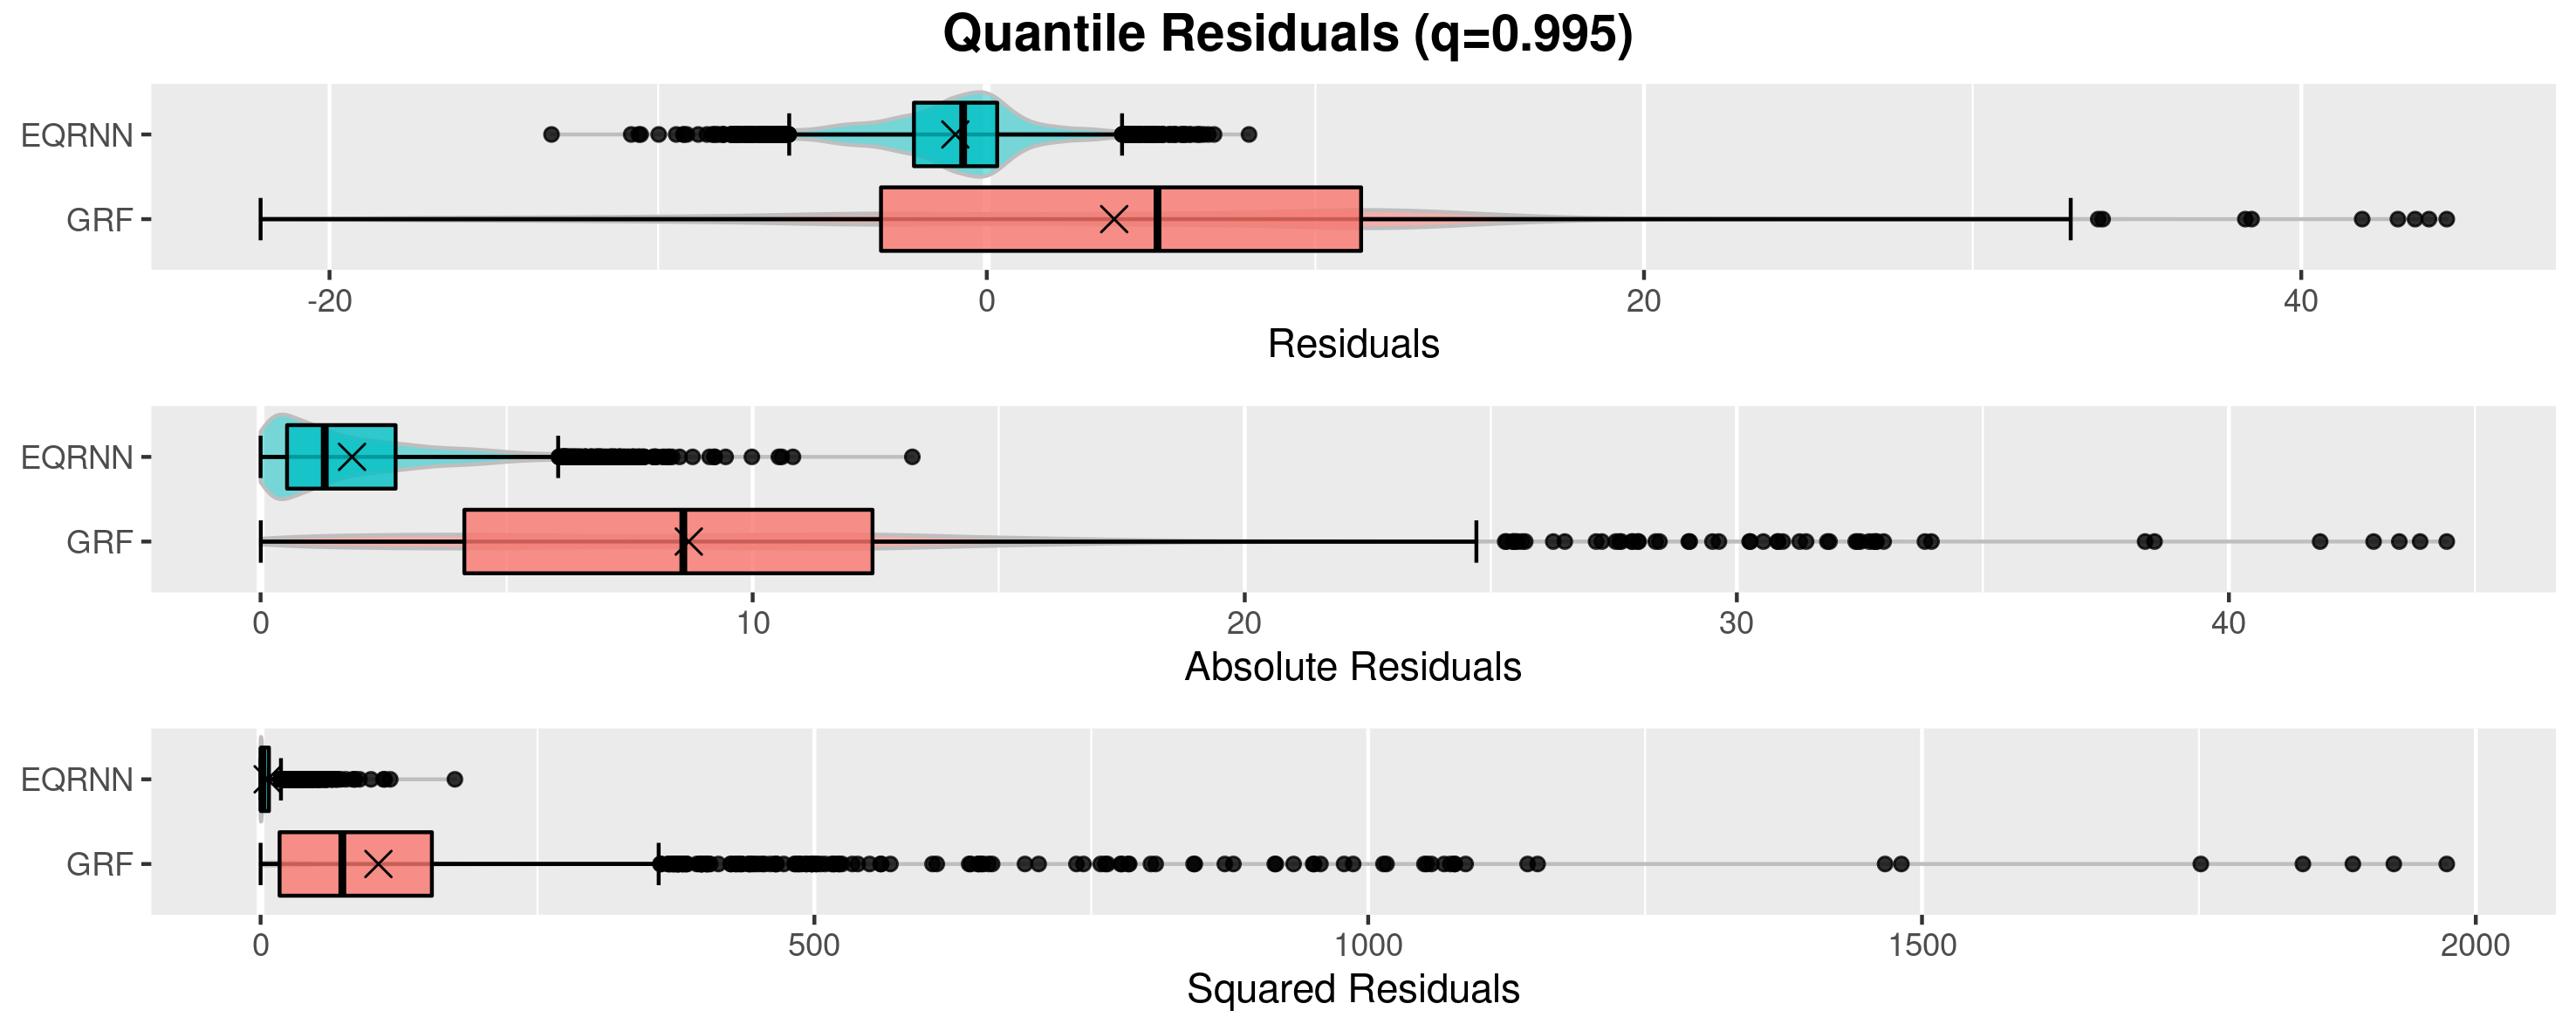 Quantile Residuals (q=0.995)
EQRNN
GRF
-20 0 20 40
Residuals
EQRNN
GRF
0 10 20 30 40
Absolute Residuals
EQRNN
GRF
0 500 1000 1500 2000
Squared Residuals